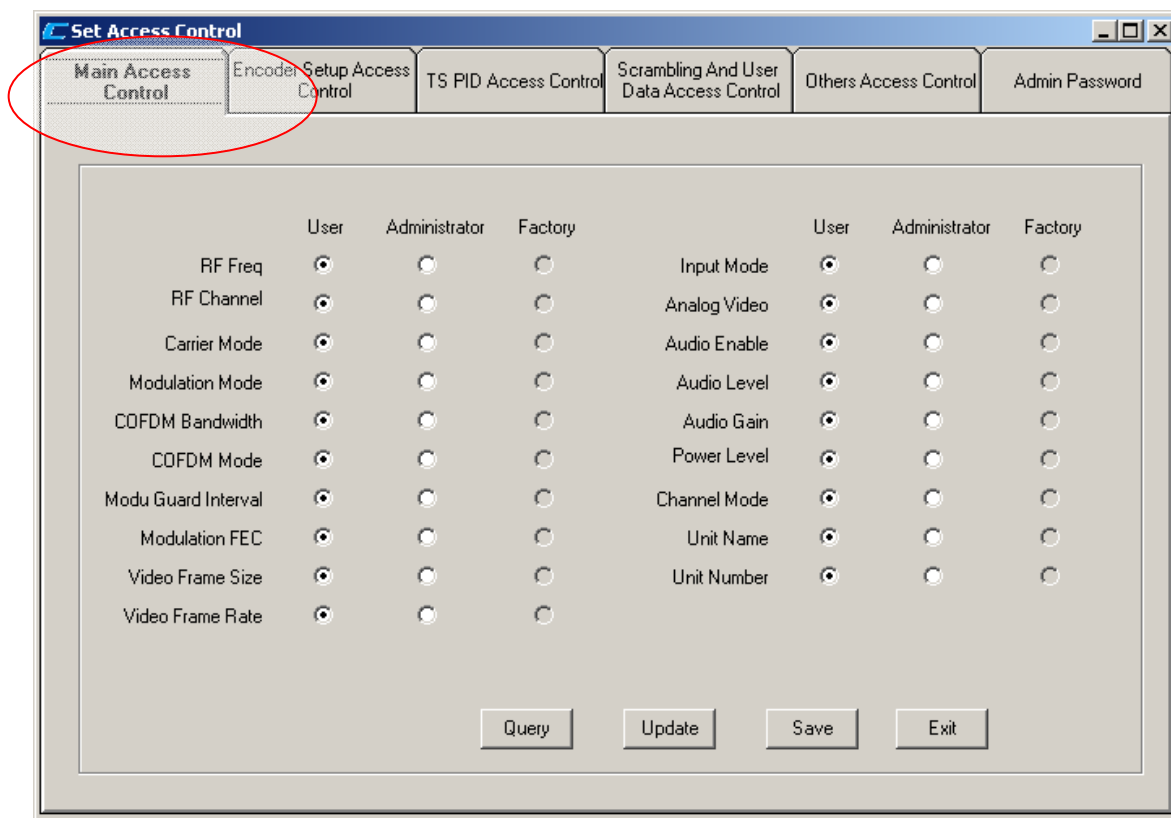 Set Access Control
Main Access
Control
Encoder Setup Access
Control
TS PID Access Control
Scrambling And User
Data Access Control
Others Access Control
Admin Password
User Administrator Factory
RF Freq
RF Channel
Carrier Mode
Modulation Mode
COFDM Bandwidth
COFDM Mode
Modu Guard Interval
Modulation FEC
Video Frame Size
Video Frame Rate
User Administrator Factory
Input Mode
Analog Video
Audio Enable
Audio Level
Audio Gain
Power Level
Channel Mode
Unit Name
Unit Number
Query Update Save Exit